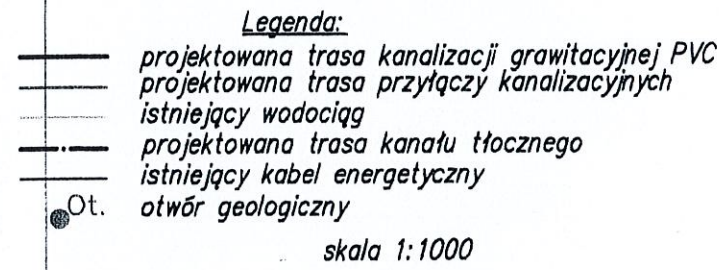 Legenda:
projektowana trasa kanalizacji grawitacyjnej PVC
projektowana trasa przyłączy kanalizacyjnych
istniejący wodociąg
projektowana trasa kanału tłocznego
istniejący kabel energetyczny
Ot. otwór geologiczny
skala 1:1000